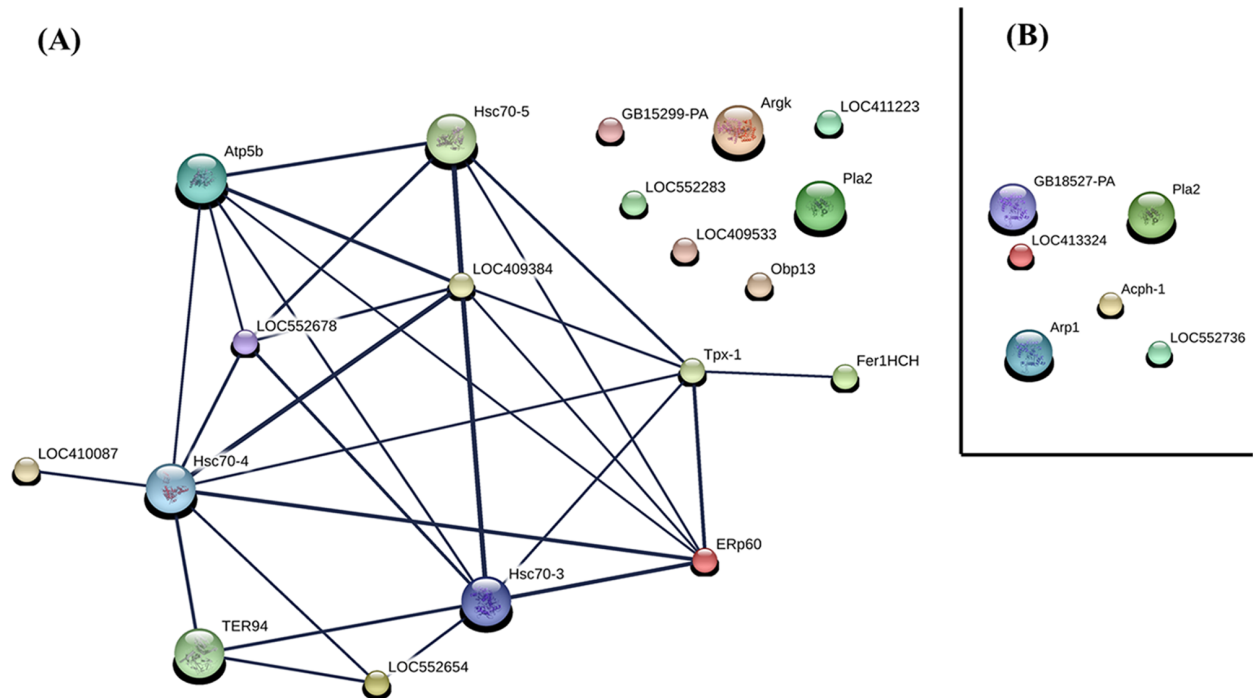 (A)
(B)
Hsc70-5
Atp5b
GB15299-PA
Argk
LOC411223
LOC552283
Pla2
LOC409533
Obp13
LOC409384
LOC552678
Tpx-1
Fer1HCH
LOC410087
Hsc70-4
ERp60
Hsc70-3
TER94
LOC552654
GB18527-PA
Pla2
LOC413324
Acph-1
Arp1
LOC552736